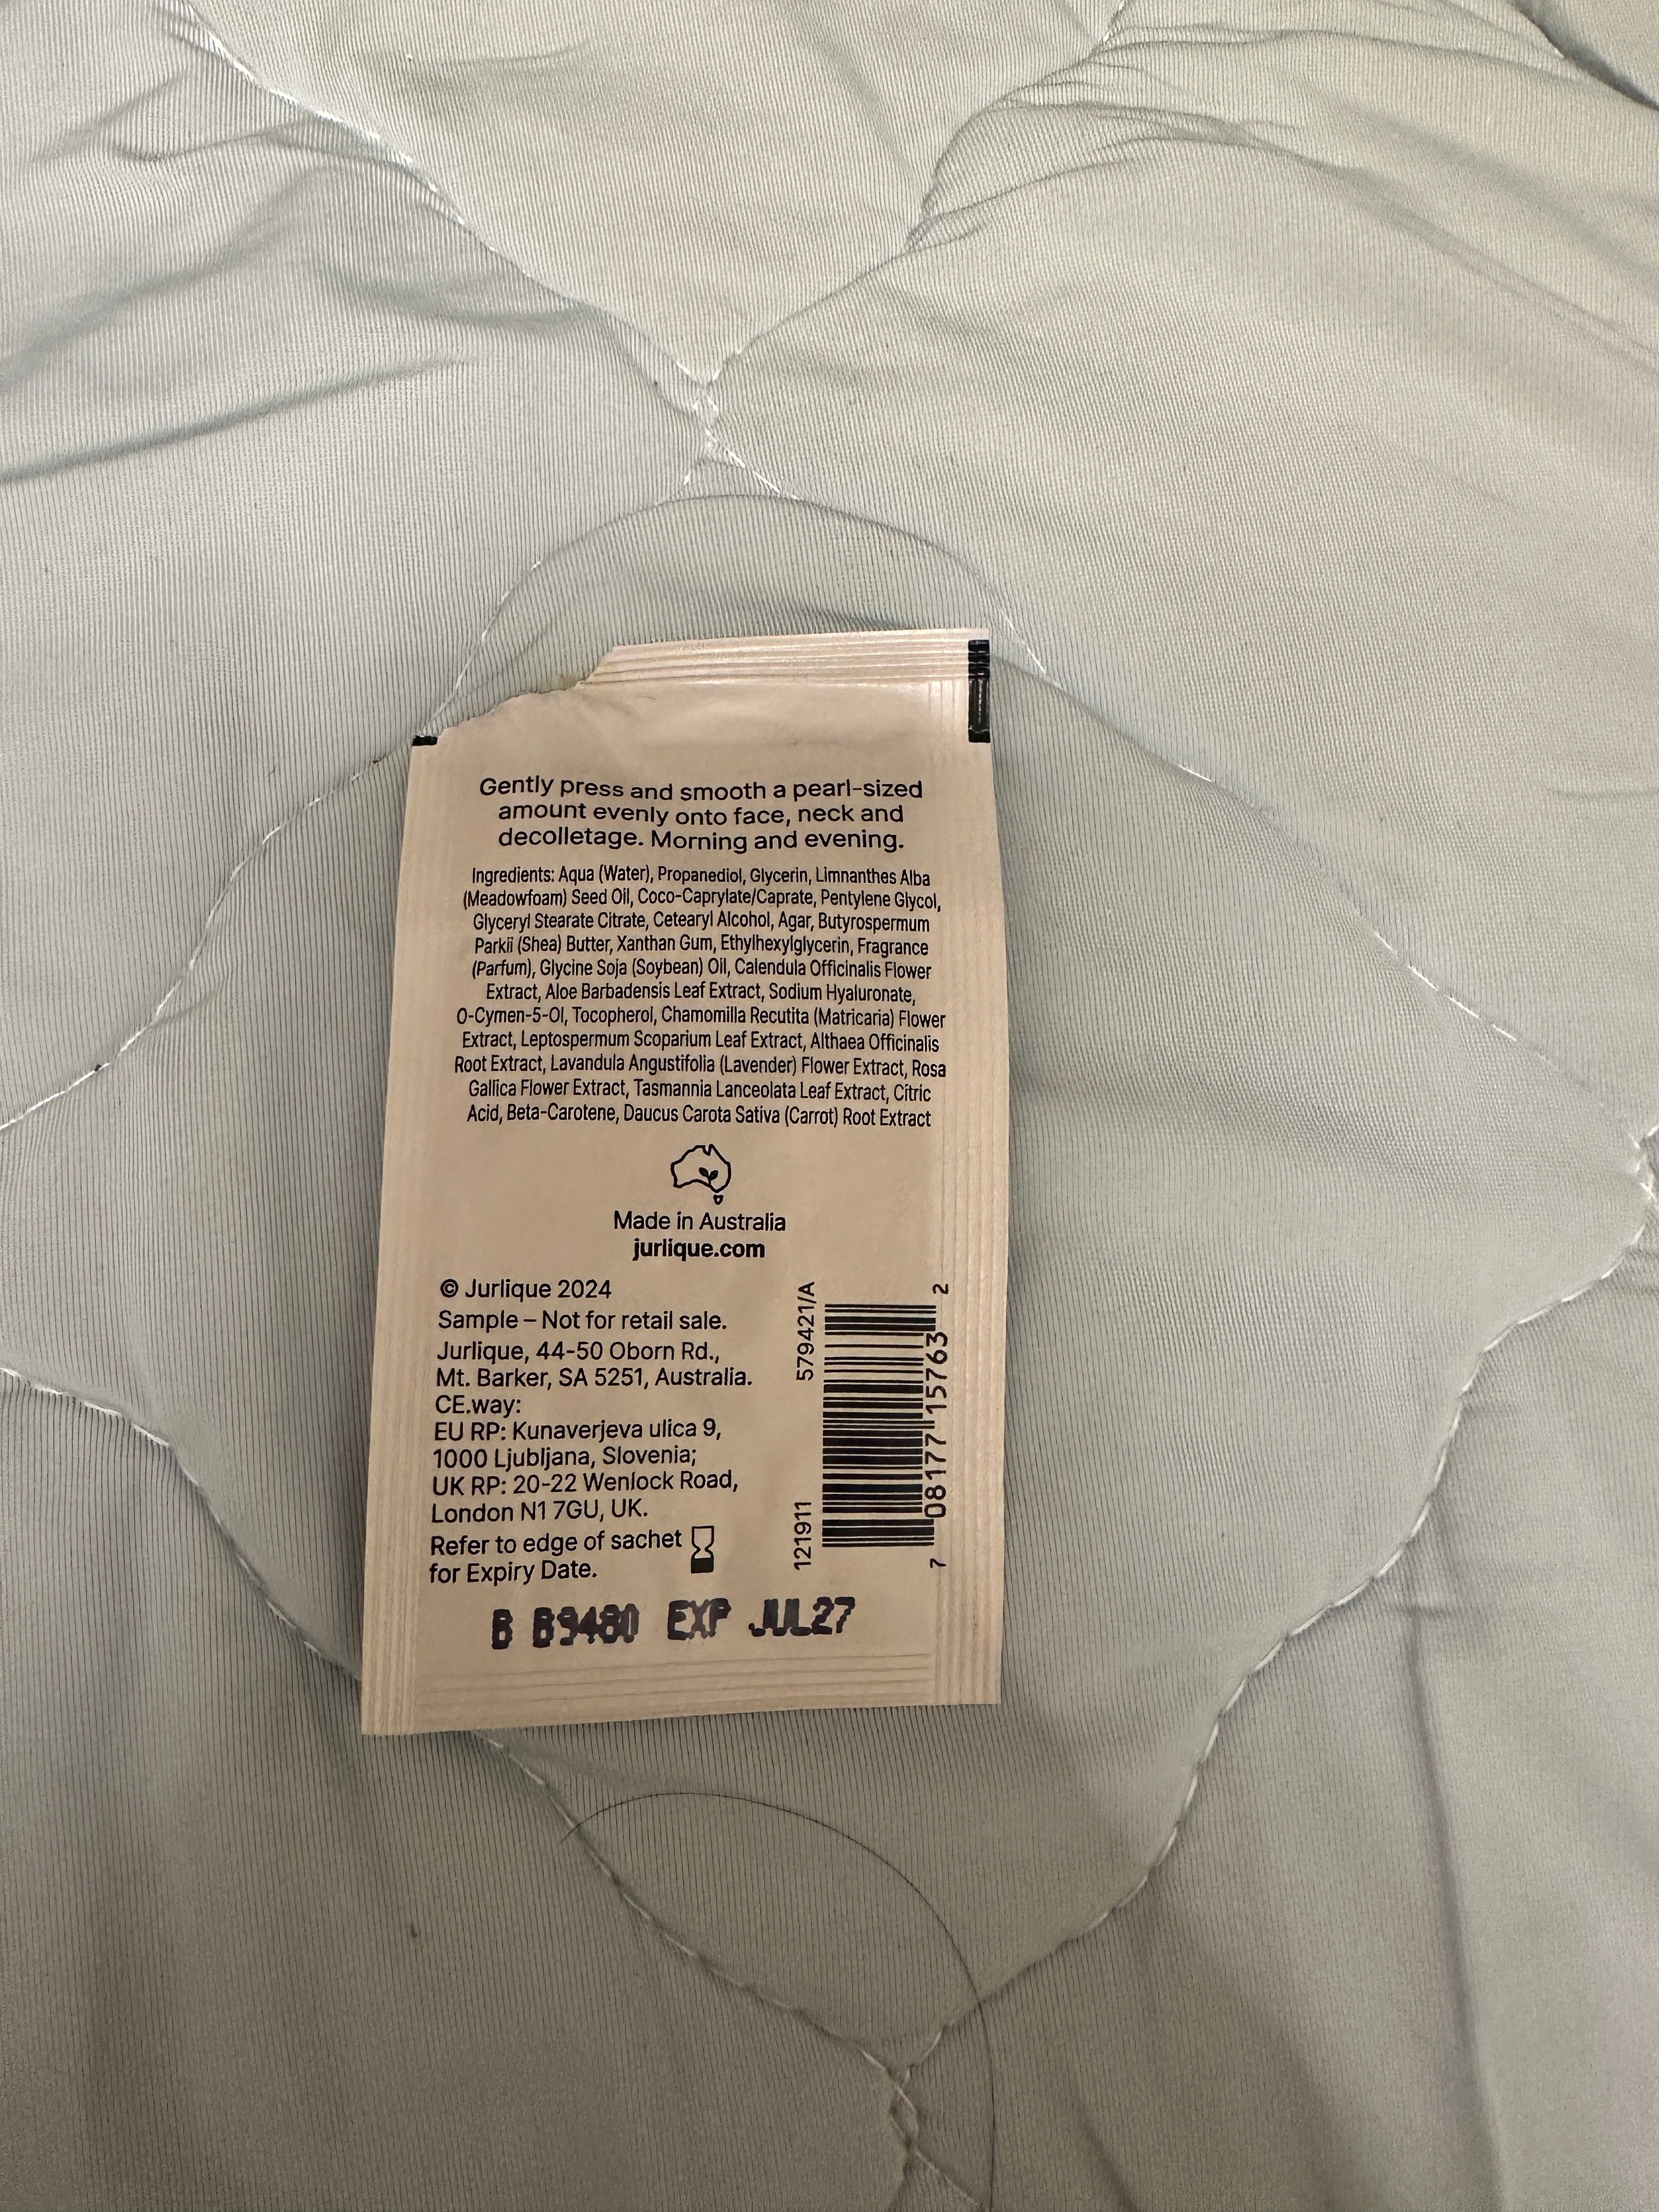 Gently press and smooth a pearl-sized
amount evenly onto face, neck and
decolletage. Morning and evening.
Ingredients: Aqua (Water), Propanediol, Glycerin, Limnanthes Alba
(Meadowfoam) Seed Oil, Coco-Caprylate/Caprate, Pentylene Glycol,
Glyceryl Stearate Citrate, Cetearyl Alcohol, Agar, Butyrospermum
Parkii (Shea) Butter, Xanthan Gum, Ethylhexylglycerin, Fragrance
(Parfum), Glycine Soja (Soybean) Oil, Calendula Officinalis Flower
Extract, Aloe Barbadensis Leaf Extract, Sodium Hyaluronate,
O-Cymen-5-Ol, Tocopherol, Chamomilla Recutita (Matricaria) Flower
Extract, Leptospermum Scoparium Leaf Extract, Althaea Officinalis
Root Extract, Lavandula Angustifolia (Lavender) Flower Extract, Rosa
Gallica Flower Extract, Tasmannia Lanceolata Leaf Extract, Citric
Acid, Beta-Carotene, Daucus Carota Sativa (Carrot) Root Extract
Made in Australia
jurlique.com
© Jurlique 2024
Sample – Not for retail sale.
Jurlique, 44-50 Oborn Rd.,
Mt. Barker, SA 5251, Australia.
CE.way:
EU RP: Kunaverjeva ulica 9,
1000 Ljubljana, Slovenia;
UK RP: 20-22 Wenlock Road,
London N1 7GU, UK.
Refer to edge of sachet
for Expiry Date.
121911 579421/A
7 08177 15763 2
B B9480 EXP JUL27